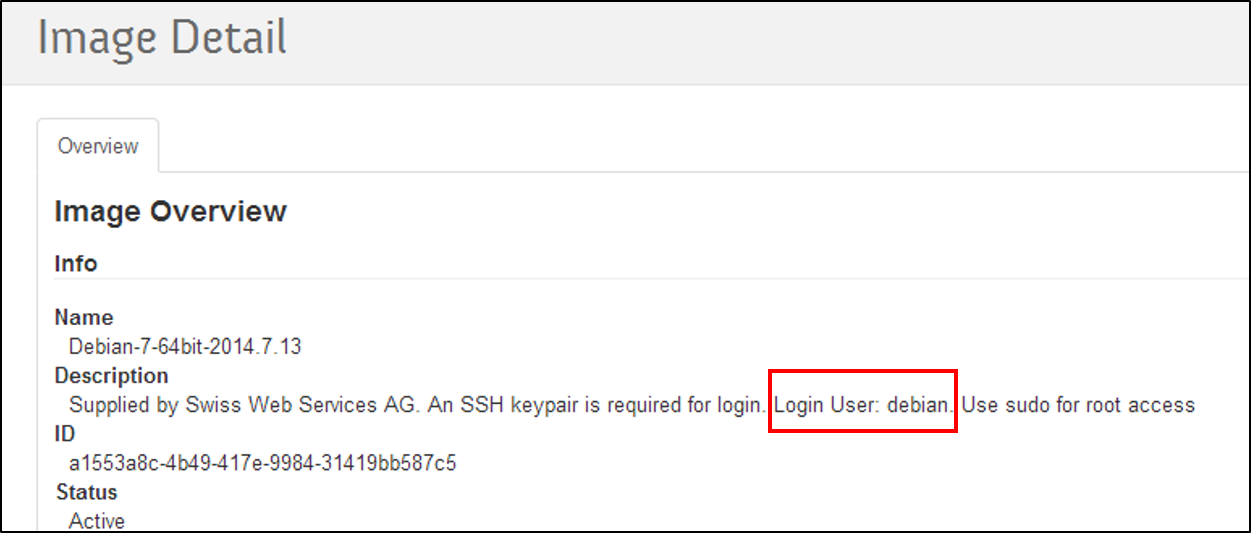 Image Detail
Overview
Image Overview
Info
Name
Debian-7-64bit-2014.7.13
Description
Supplied by Swiss Web Services AG. An SSH keypair is required for login. Login User: debian. Use sudo for root access
ID
a1553a8c-4b49-417e-9984-31419bb587c5
Status
Active